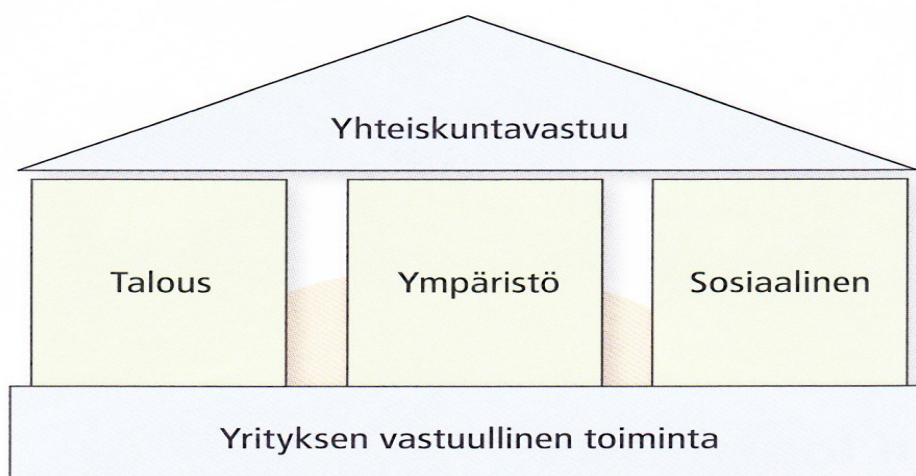 Yhteiskuntavastuu
Talous
Ympäristö
Sosiaalinen
Yrityksen vastuullinen toiminta